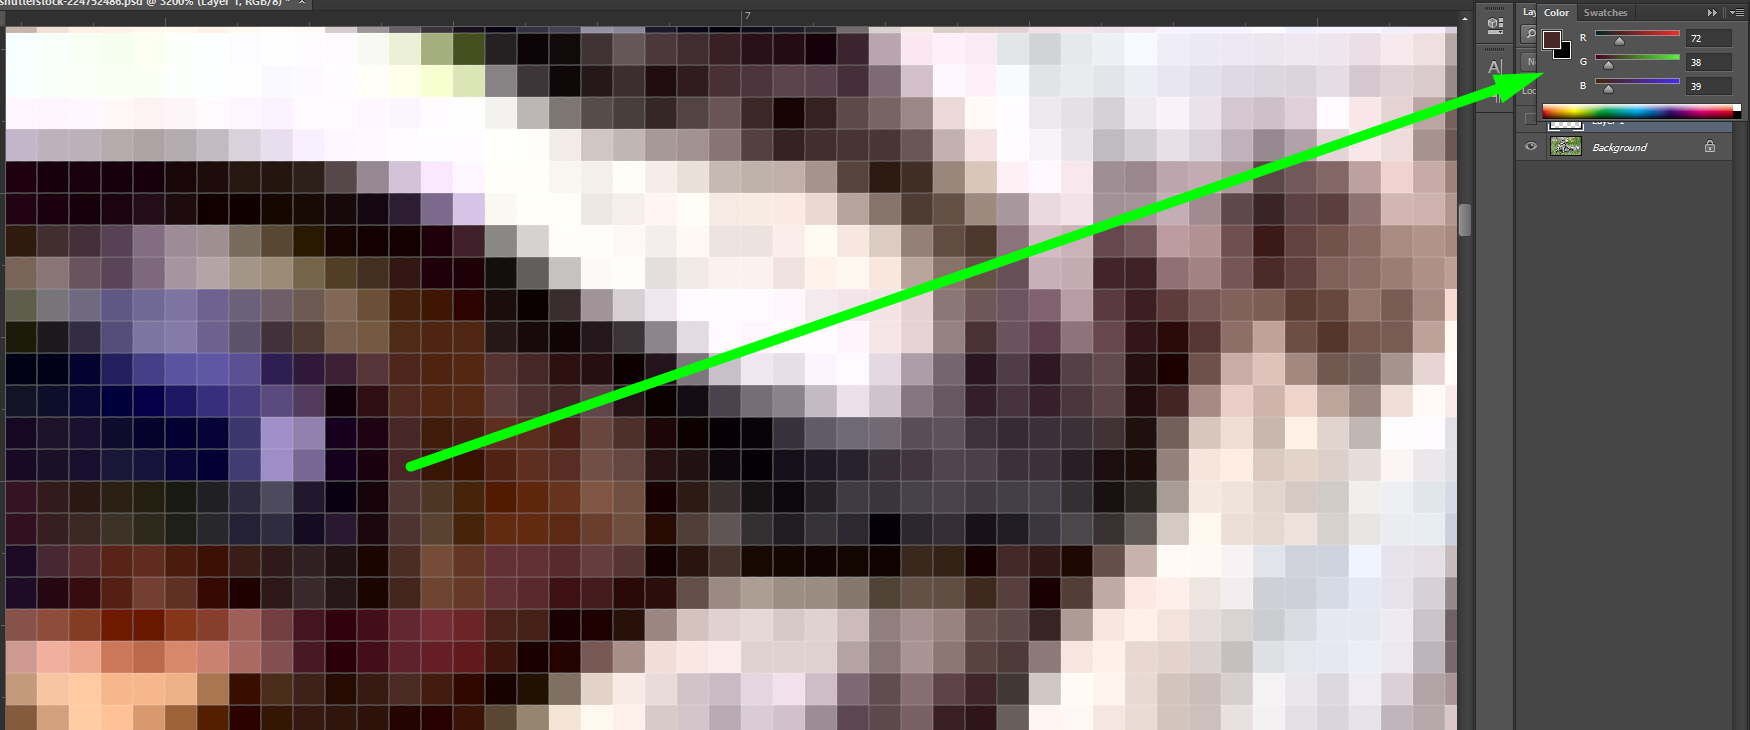 shutterstock-224752486.psd @ 3200% (Layer 1, RGB/8) * ×
7
Color Swatches
R 72
G 38
B 39
A
Background